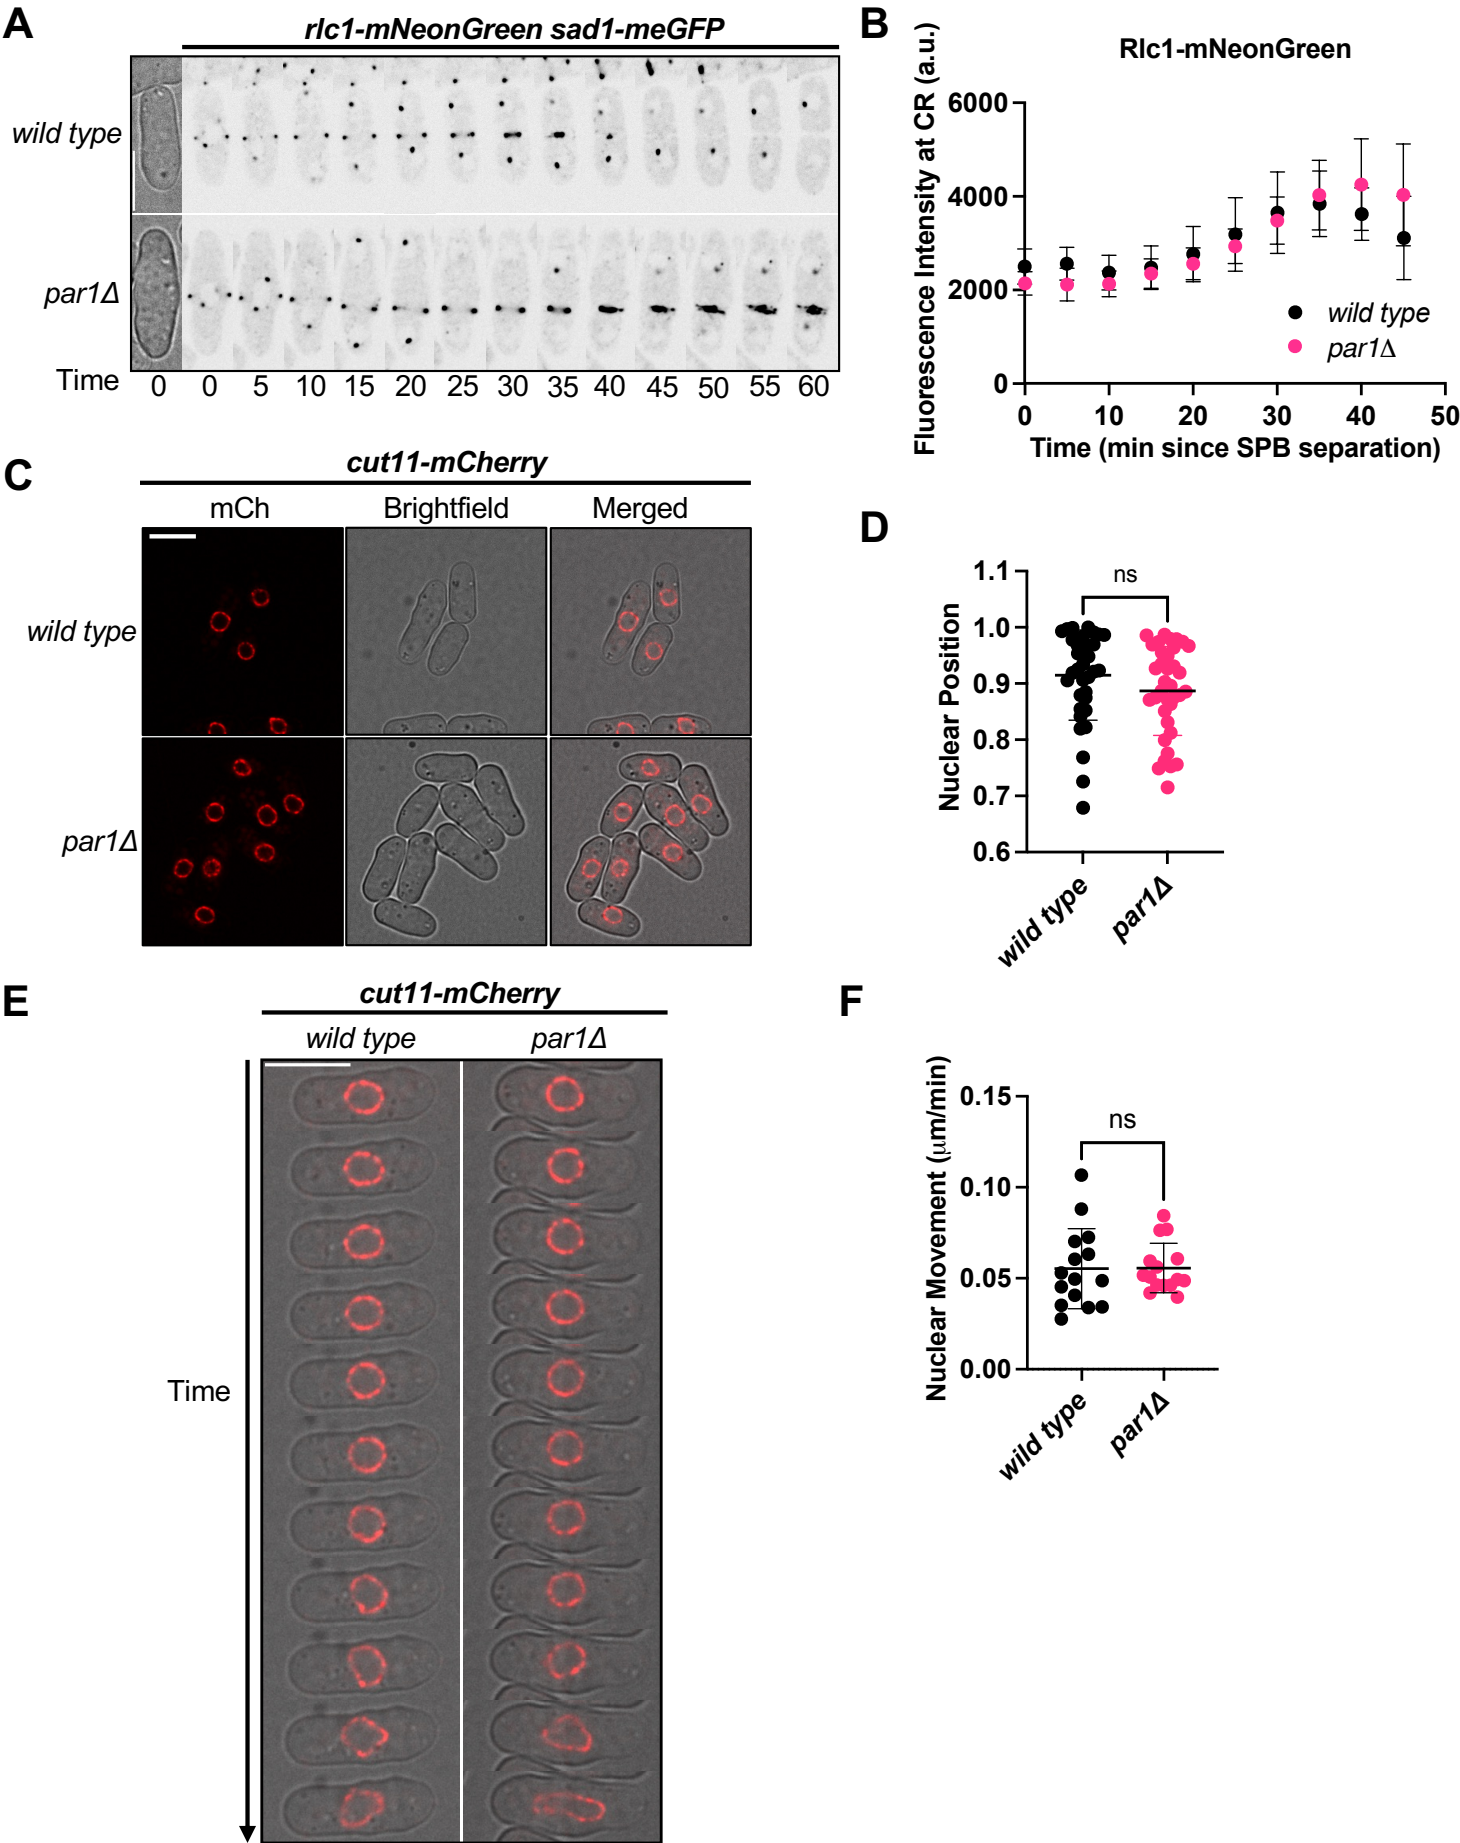 A
rlc1-mNeonGreen sad1-meGFP
wild type
par1Δ
Time 0 0 5 10 15 20 25 30 35 40 45 50 55 60
B
Rlc1-mNeonGreen
Fluorescence Intensity at CR (a.u.)
6000
4000
2000
0
wild type
par1Δ
0 10 20 30 40 50
Time (min since SPB separation)
C
cut11-mCherry
mCh Brightfield Merged
wild type
par1Δ
D
Nuclear Position
1.1
1.0
0.9
0.8
0.7
0.6
ns
wild type
par1Δ
E
cut11-mCherry
wild type par1Δ
Time
F
Nuclear Movement (μm/min)
0.15
0.10
0.05
0.00
ns
wild type
par1Δ